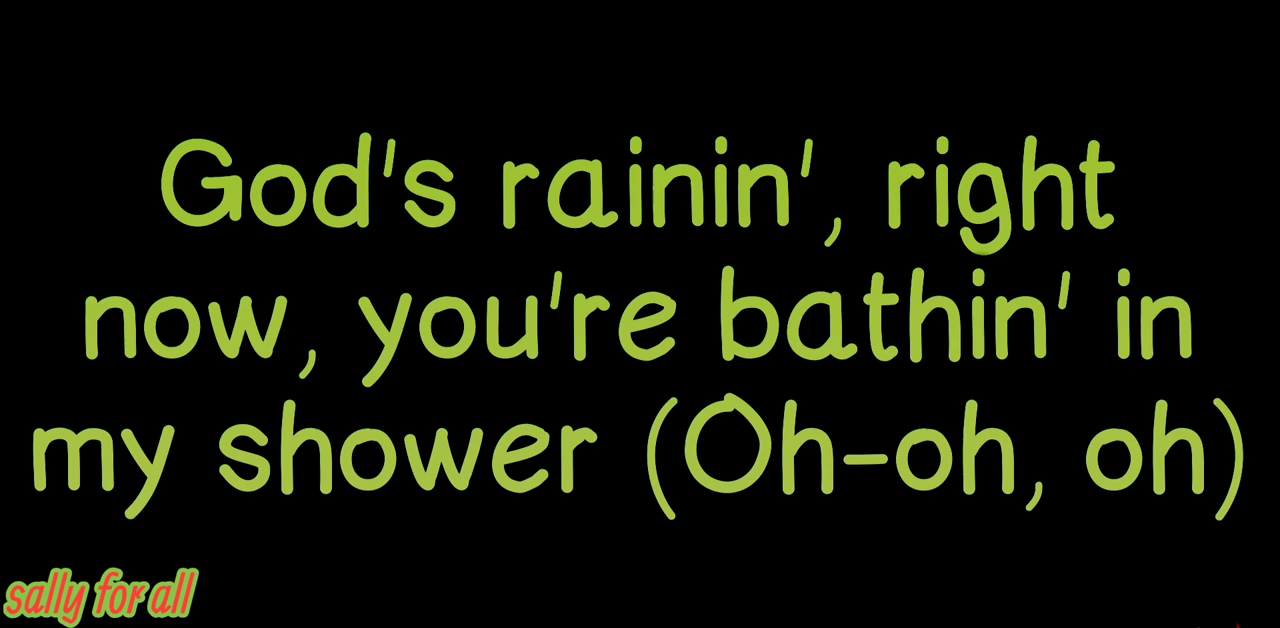 God's rainin', right
now, you're bathin' in
my shower (Oh-oh, oh)
sally for all